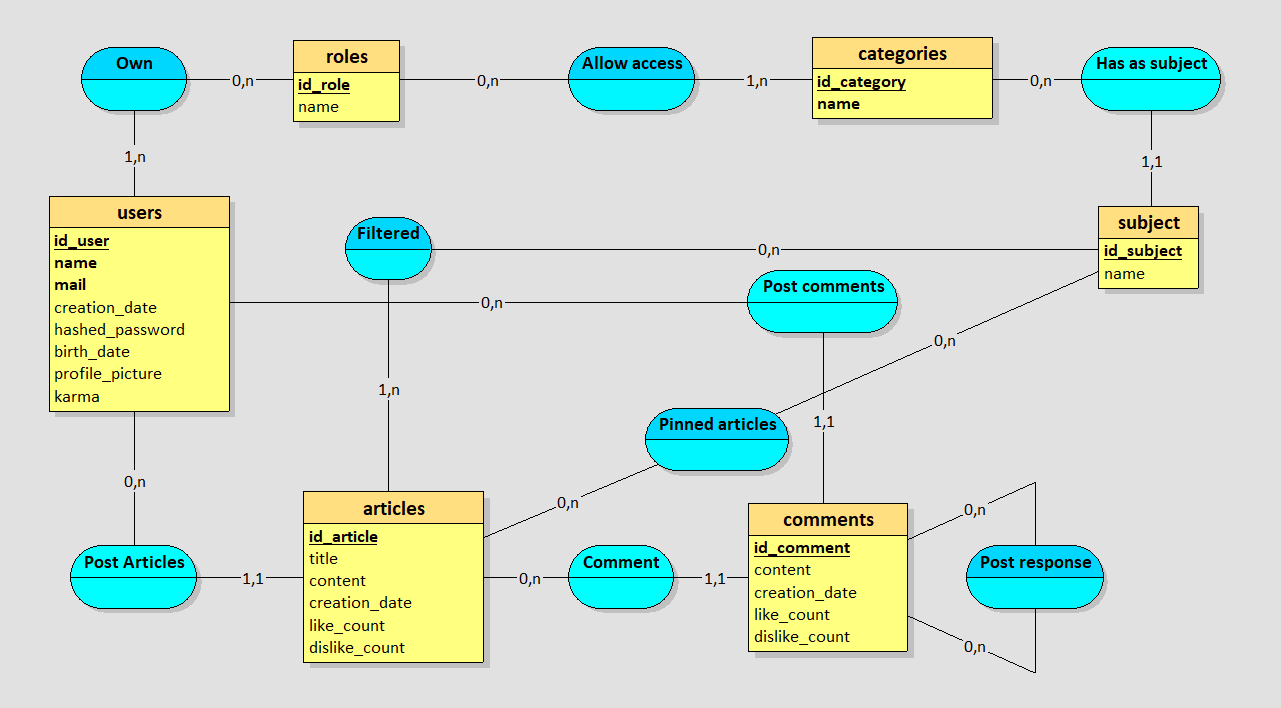 Own
0,n
roles
id_role
name
0,n
Allow access
1,n
categories
id_category
name
0,n
Has as subject
1,n
1,1
users
id_user
name
mail
creation_date
hashed_password
birth_date
profile_picture
karma
Filtered
0,n
subject
id_subject
name
0,n
Post comments
0,n
1,n
Pinned articles
1,1
0,n
0,n
articles
id_article
title
content
creation_date
like_count
dislike_count
comments
id_comment
content
creation_date
like_count
dislike_count
0,n
Post Articles
1,1
0,n
Comment
1,1
Post response
0,n